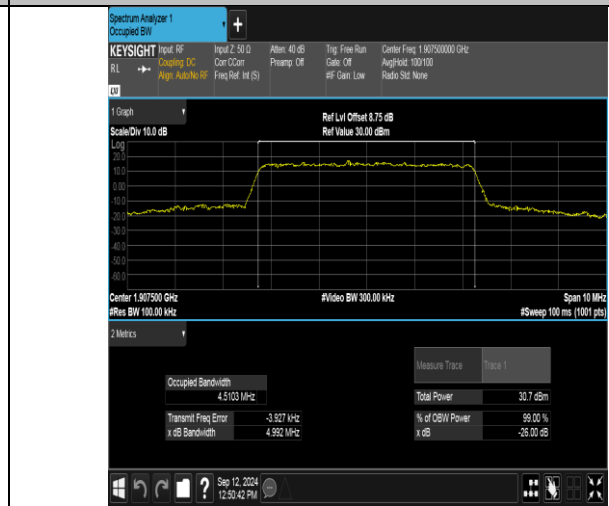 Spectrum Analyzer 1
Occupied BW
+
KEYSIGHT Input: RF Input Z: 50 Ω Atten: 40 dB Trig: Free Run Center Freq: 1.907500000 GHz
RL Coupling: DC Corr CCorr Preamp: Off Gate: Off Avg|Hold: 100/100
Align: Auto/No RF Freq Ref: Int (S) #IF Gain: Low Radio Std: None
LXI
1 Graph
Ref Lvl Offset 8.75 dB
Scale/Div 10.0 dB Ref Value 30.00 dBm
Log
20.0
10.0
0.00
-10.0
-20.0
-30.0
-40.0
-50.0
-60.0
Center 1.907500 GHz #Video BW 300.00 kHz Span 10 MHz
#Res BW 100.00 kHz #Sweep 100 ms (1001 pts)
2 Metrics
Measure Trace Trace 1
Occupied Bandwidth
4.5103 MHz Total Power 30.7 dBm
Transmit Freq Error -3.927 kHz % of OBW Power 99.00 %
x dB Bandwidth 4.992 MHz x dB -26.00 dB
?
Sep 12, 2024
12:50:42 PM